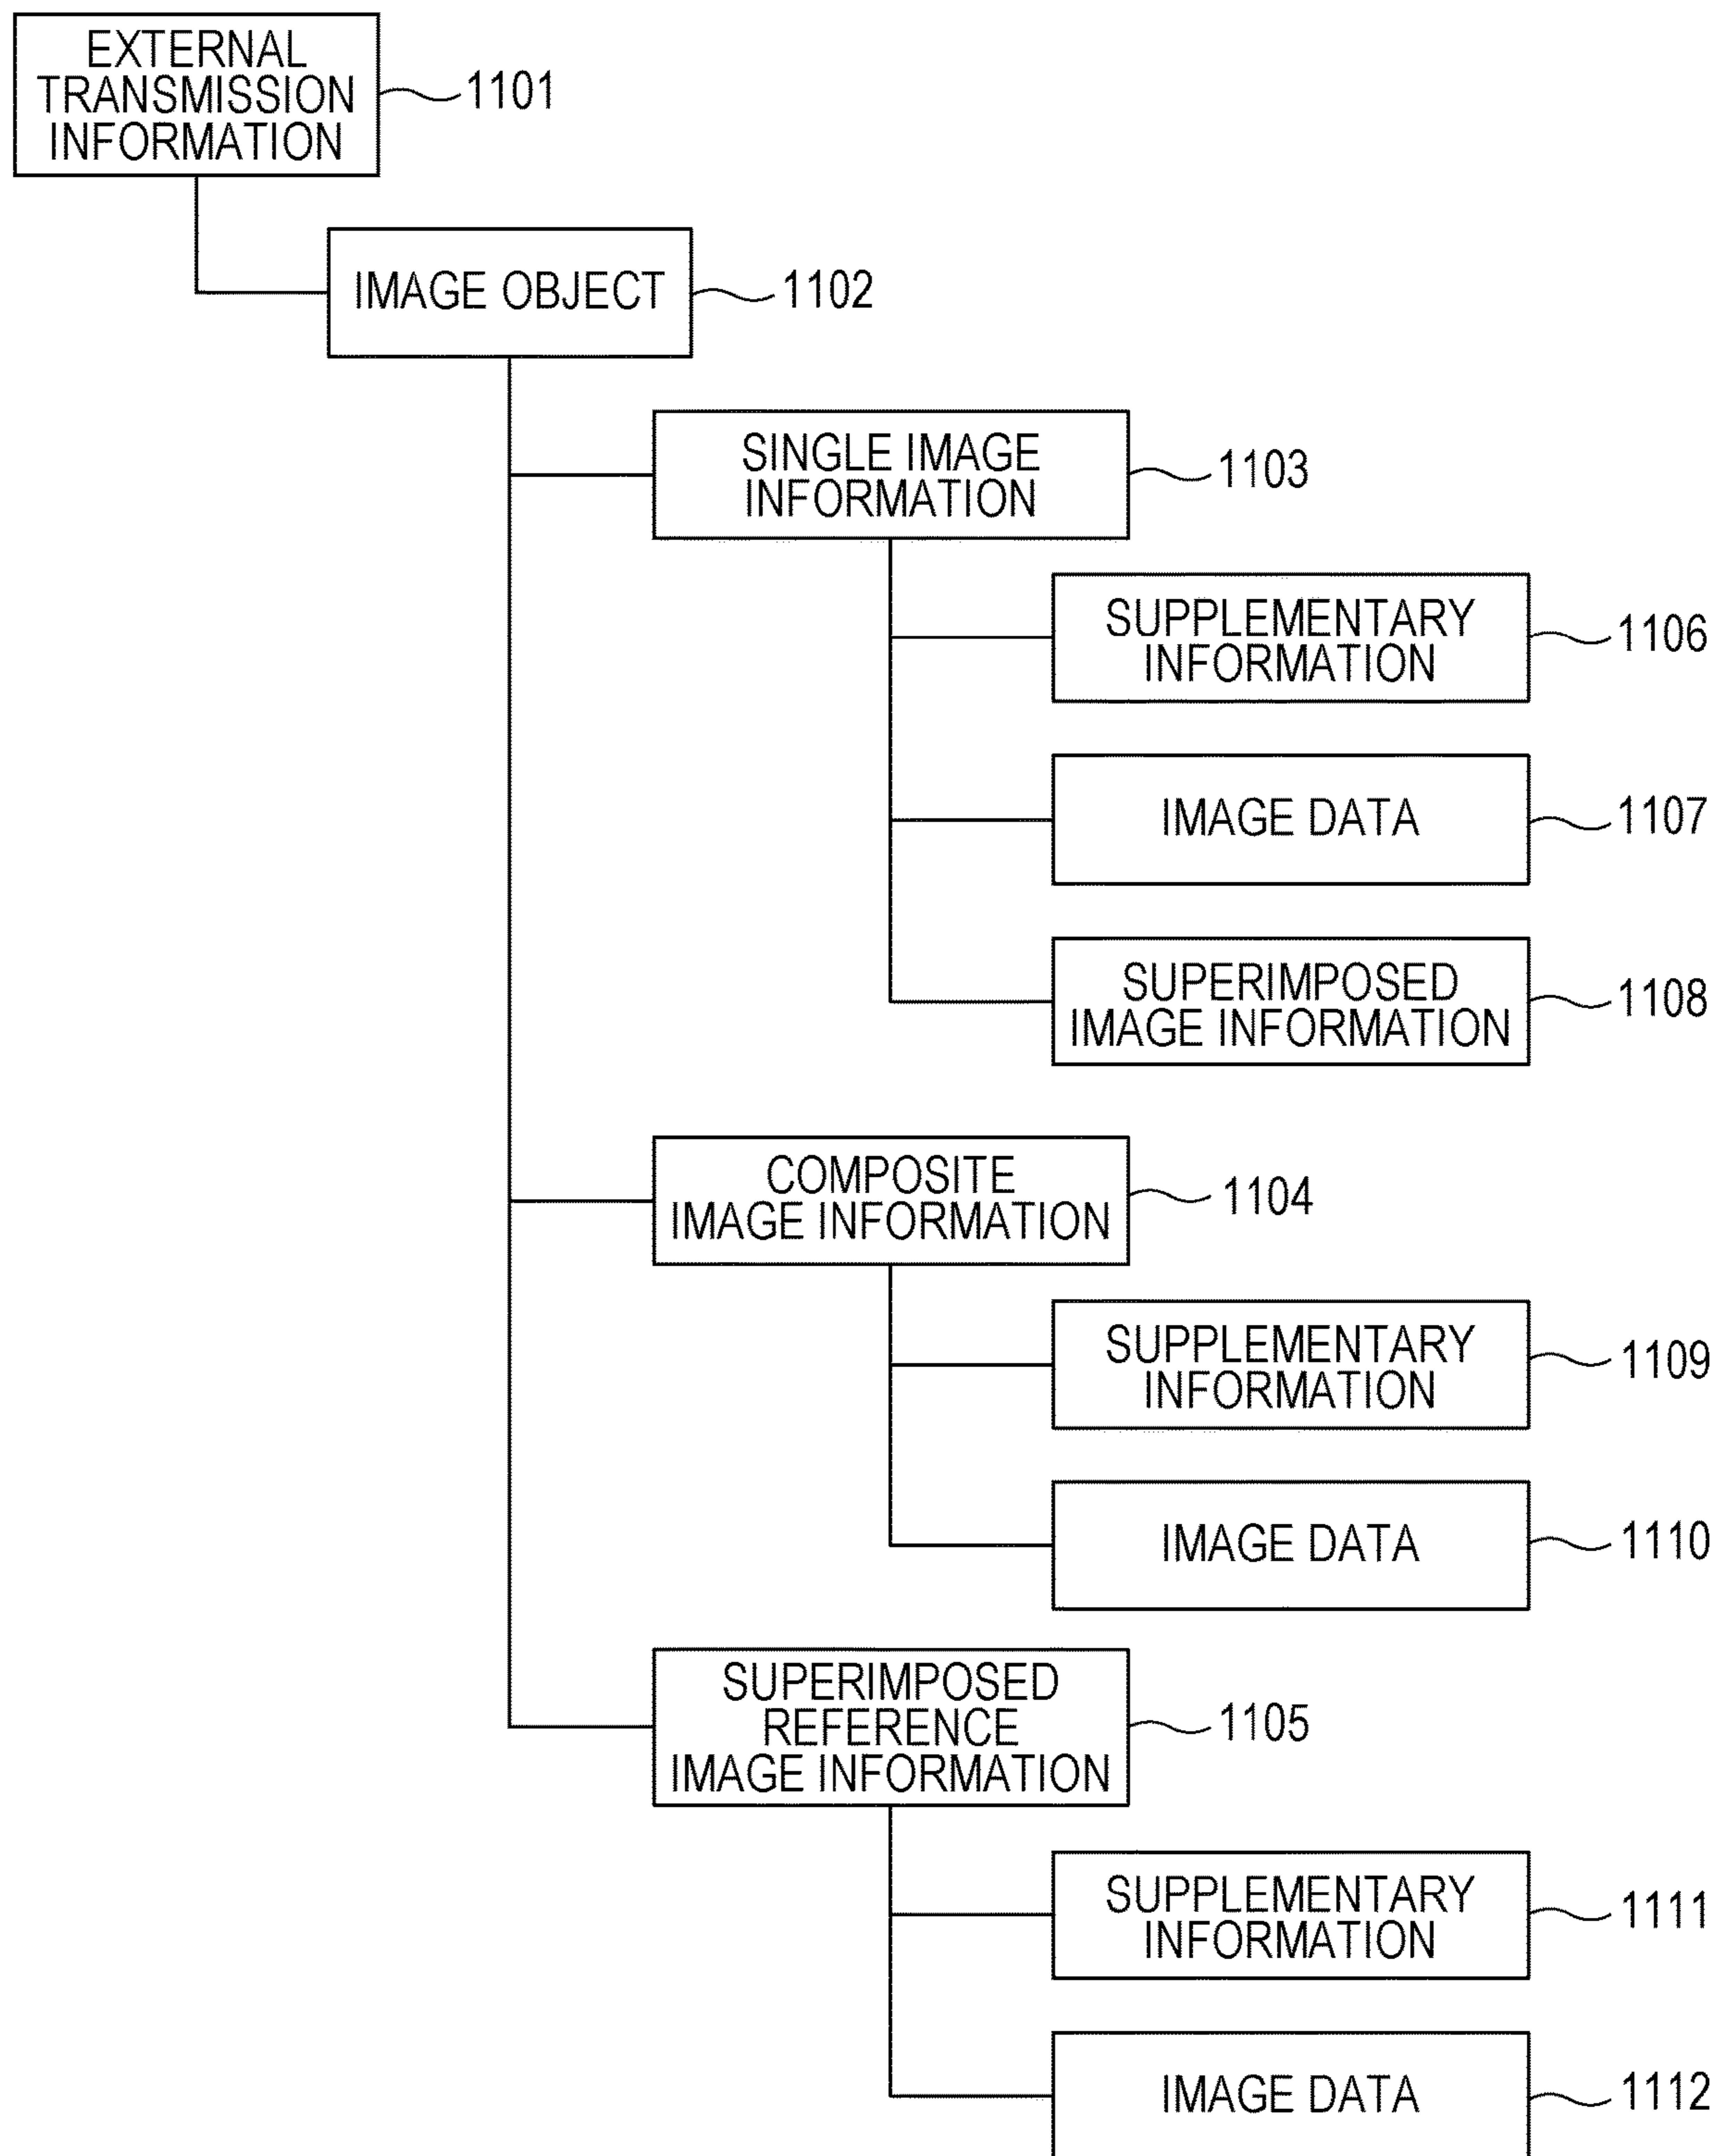 EXTERNAL
TRANSMISSION
INFORMATION
1101
IMAGE OBJECT
1102
SINGLE IMAGE
INFORMATION
1103
SUPPLEMENTARY
INFORMATION
1106
IMAGE DATA
1107
SUPERIMPOSED
IMAGE INFORMATION
1108
COMPOSITE
IMAGE INFORMATION
1104
SUPPLEMENTARY
INFORMATION
1109
IMAGE DATA
1110
SUPERIMPOSED
REFERENCE
IMAGE INFORMATION
1105
SUPPLEMENTARY
INFORMATION
1111
IMAGE DATA
1112